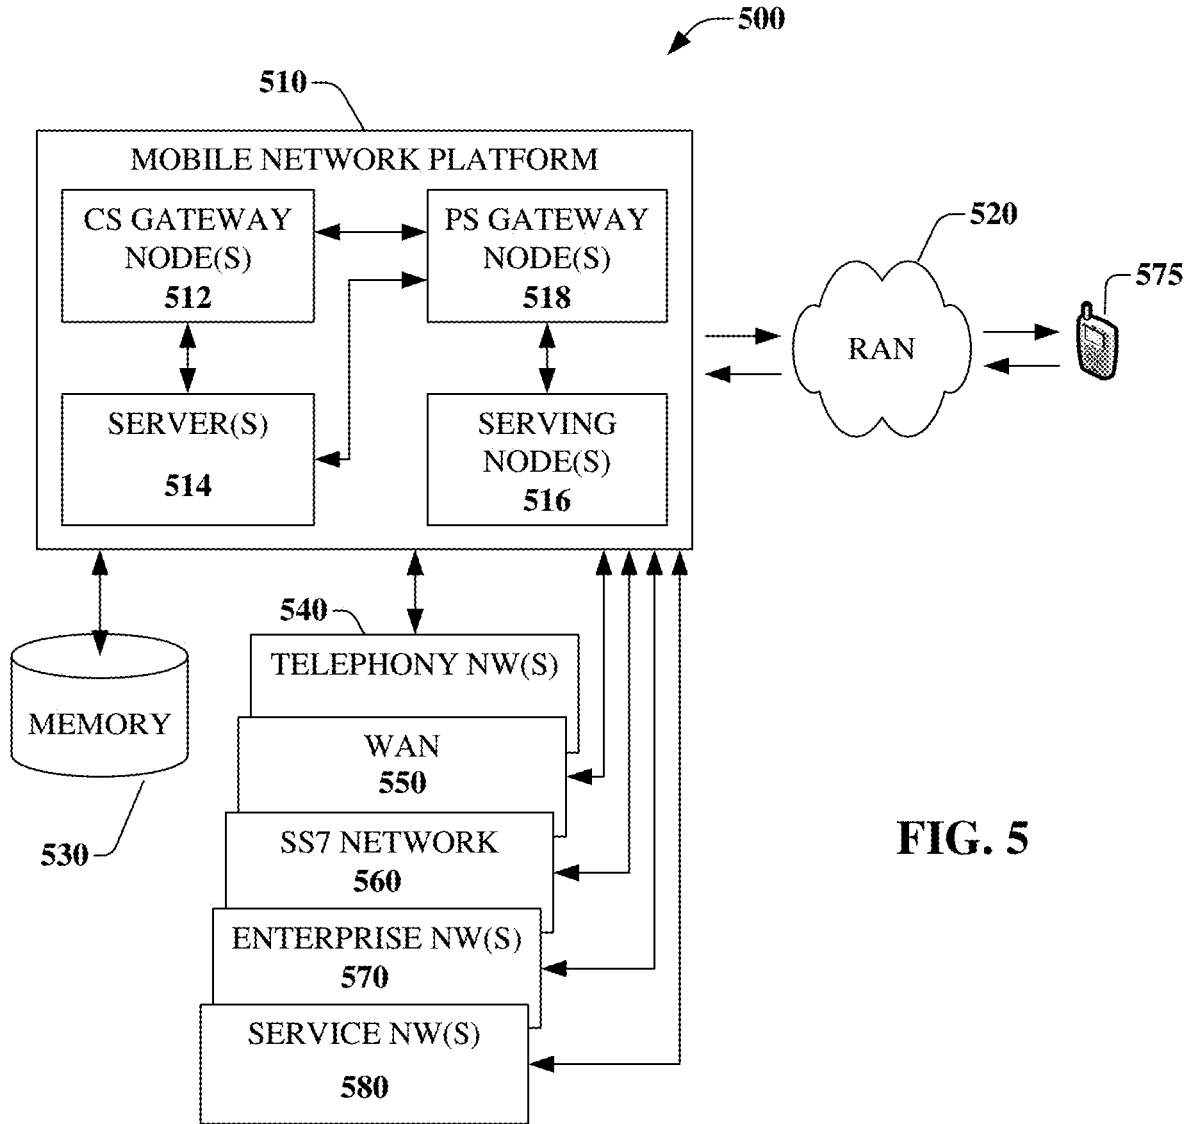 500
510
MOBILE NETWORK PLATFORM
CS GATEWAY
NODE(S)
512
PS GATEWAY
NODE(S)
518
SERVER(S)
514
SERVING
NODE(S)
516
520
RAN
575
540
TELEPHONY NW(S)
MEMORY
530
WAN
550
SS7 NETWORK
560
ENTERPRISE NW(S)
570
SERVICE NW(S)
580
FIG. 5